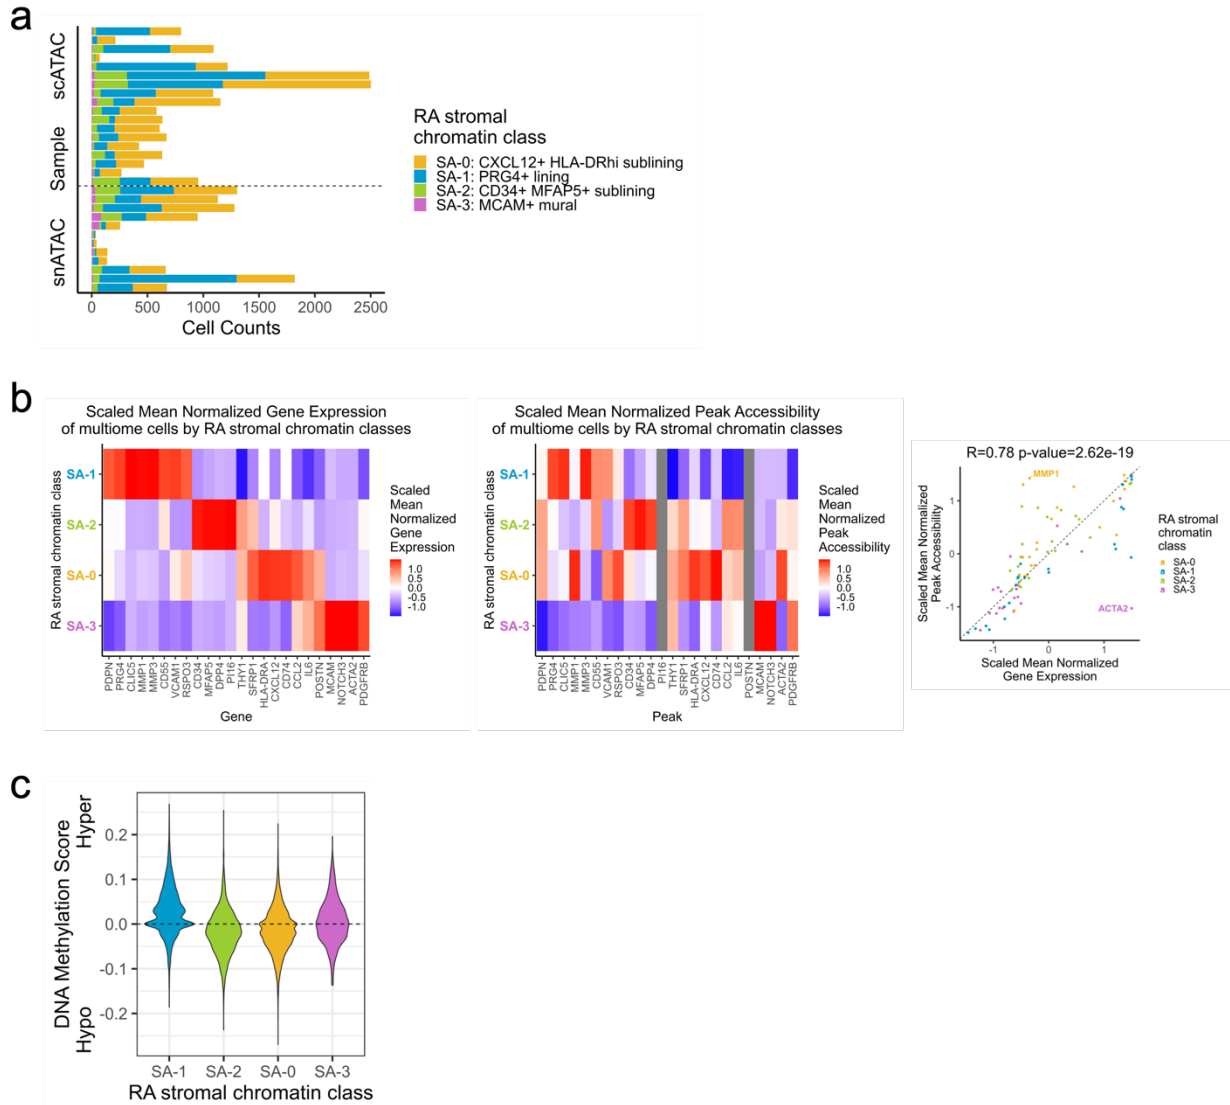 a
scATAC
Sample
snATAC
0 500 1000 1500 2000 2500
Cell Counts
RA stromal
chromatin class
SA-0: CXCL12+ HLA-DRhi sublining
SA-1: PRG4+ lining
SA-2: CD34+ MFAP5+ sublining
SA-3: MCAM+ mural
b
Scaled Mean Normalized Gene Expression
of multiome cells by RA stromal chromatin classes
RA stromal chromatin class
SA-1
SA-2
SA-0
SA-3
PDPN PRG4 CLIC5 MMP1 MMP3 CD55 VCAM1 RSPO3 CD34 MFAP5 DPP4 PI16 THY1 SFRP1 HLA-DRA CXCL12 CD74 CCL2 IL6 POSTN MCAM NOTCH3 ACTA2 PDGFRB
Gene
Scaled
Mean
Normalized
Gene
Expression
1.0
0.5
0.0
-0.5
-1.0
Scaled Mean Normalized Peak Accessibility
of multiome cells by RA stromal chromatin classes
RA stromal chromatin class
SA-1
SA-2
SA-0
SA-3
PDPN PRG4 CLIC5 MMP1 MMP3 CD55 VCAM1 RSPO3 CD34 MFAP5 DPP4 PI16 THY1 SFRP1 HLA-DRA CXCL12 CD74 CCL2 IL6 POSTN MCAM NOTCH3 ACTA2 PDGFRB
Peak
Scaled
Mean
Normalized
Peak
Accessibility
1.0
0.5
0.0
-0.5
-1.0
R=0.78 p-value=2.62e-19
Scaled Mean Normalized
Peak Accessibility
1
0
-1
MMP1
ACTA2
-1 0 1
Scaled Mean Normalized
Gene Expression
RA stromal
chromatin
class
SA-0
SA-1
SA-2
SA-3
c
DNA Methylation Score
Hypo Hyper
0.2
0.1
0.0
-0.1
-0.2
SA-1 SA-2 SA-0 SA-3
RA stromal chromatin class